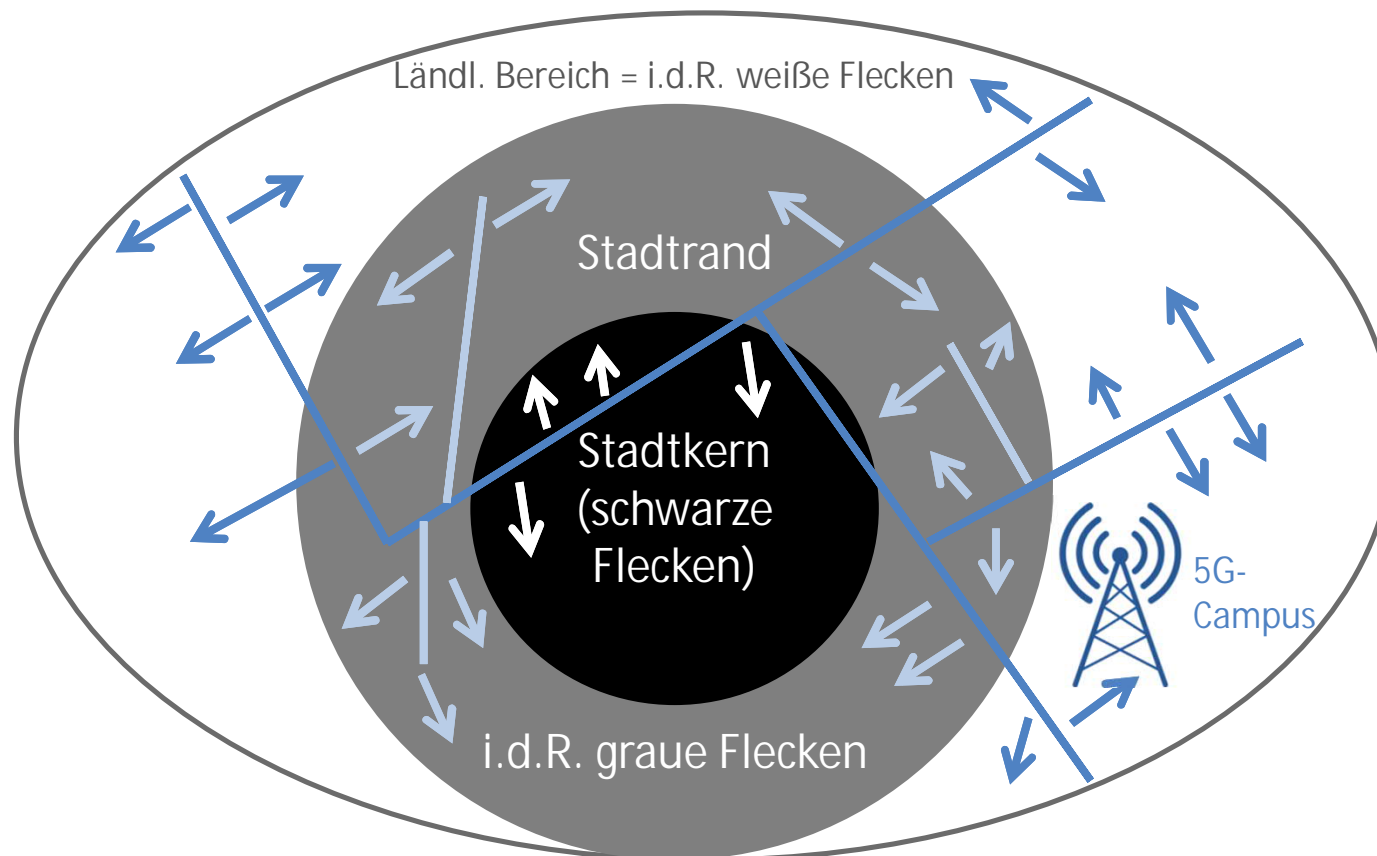 Ländl. Bereich = i.d.R. weiße Flecken
Stadtrand
Stadtkern
(schwarze
Flecken)
5G-
Campus
i.d.R. graue Flecken